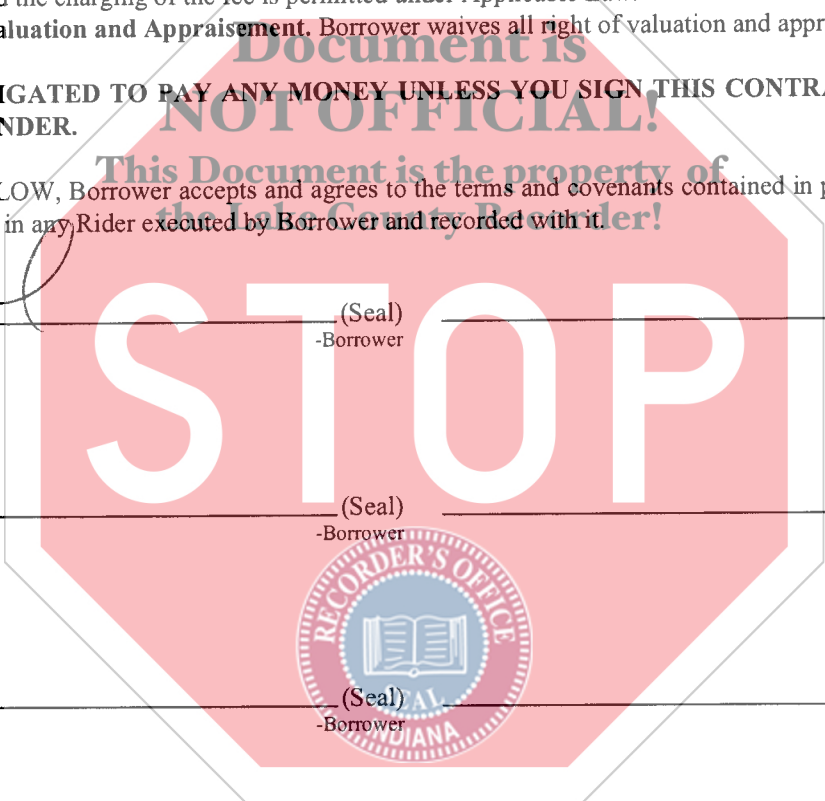 the charging of the fee is permitted under Applicable Law.
aluation and Appraisement. Borrower waives all right of valuation and appr
Document is
IGATED TO PAY ANY MONEY UNLESS YOU SIGN THIS CONTRA
NOT OFFICIAL!
NDER.
This Document is the property of
LOW, Borrower accepts and agrees to the terms and covenants contained in p
the Lake County Recorder!
in any Rider executed by Borrower and recorded with it.
(Seal)
-Borrower
STOP
(Seal)
-Borrower
RECORDER'S OFFICE
(Seal)
SEAL
-Borrower
INDIANA